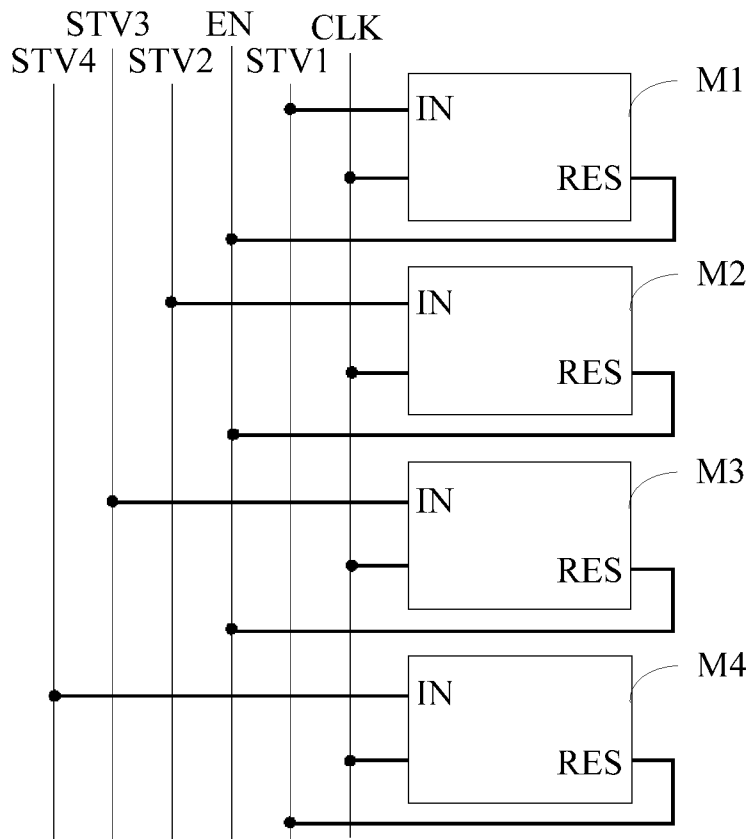 STV3 EN CLK
STV4 STV2 STV1
M1
IN
RES
M2
IN
RES
M3
IN
RES
M4
IN
RES